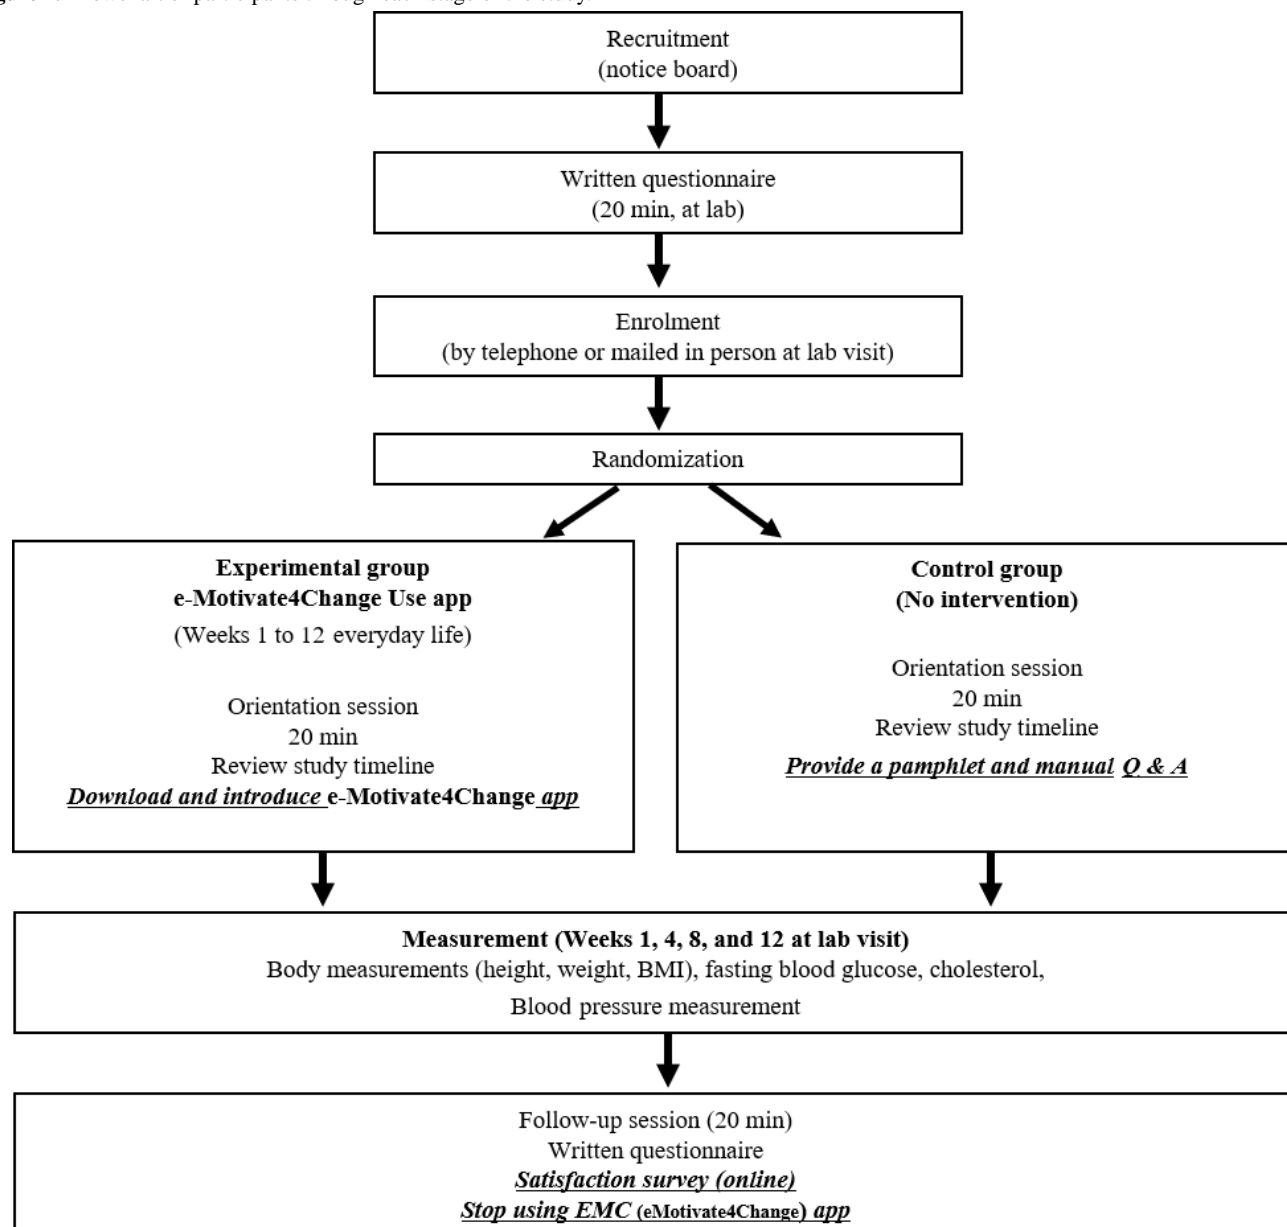 Recruitment
(notice board)
Written questionnaire
(20 min, at lab)
Enrolment
(by telephone or mailed in person at lab visit)
Randomization
Experimental group
e-Motivate4Change Use app
(Weeks 1 to 12 everyday life)
Orientation session
20 min
Review study timeline
Download and introduce e-Motivate4Change app
Control group
(No intervention)
Orientation session
20 min
Review study timeline
Provide a pamphlet and manual Q & A
Measurement (Weeks 1, 4, 8, and 12 at lab visit)
Body measurements (height, weight, BMI), fasting blood glucose, cholesterol,
Blood pressure measurement
Follow-up session (20 min)
Written questionnaire
Satisfaction survey (online)
Stop using EMC (eMotivate4Change) app